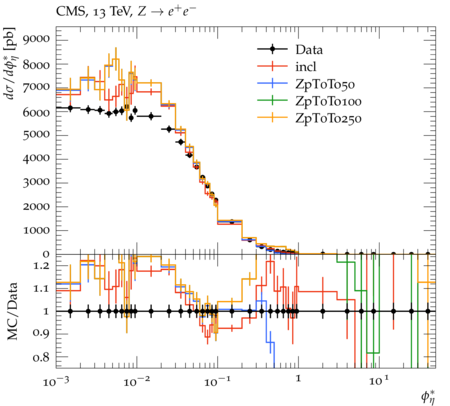 CMS, 13 TeV, Z → e⁺e⁻
dσ/dϕ*η [pb]
9000
8000
7000
6000
5000
4000
3000
2000
1000
0
Data
incl
ZpToTo50
ZpToTo100
ZpToTo250
MC/Data
1.2
1.1
1
0.9
0.8
10⁻³ 10⁻² 10⁻¹ 1 10¹
ϕ*η